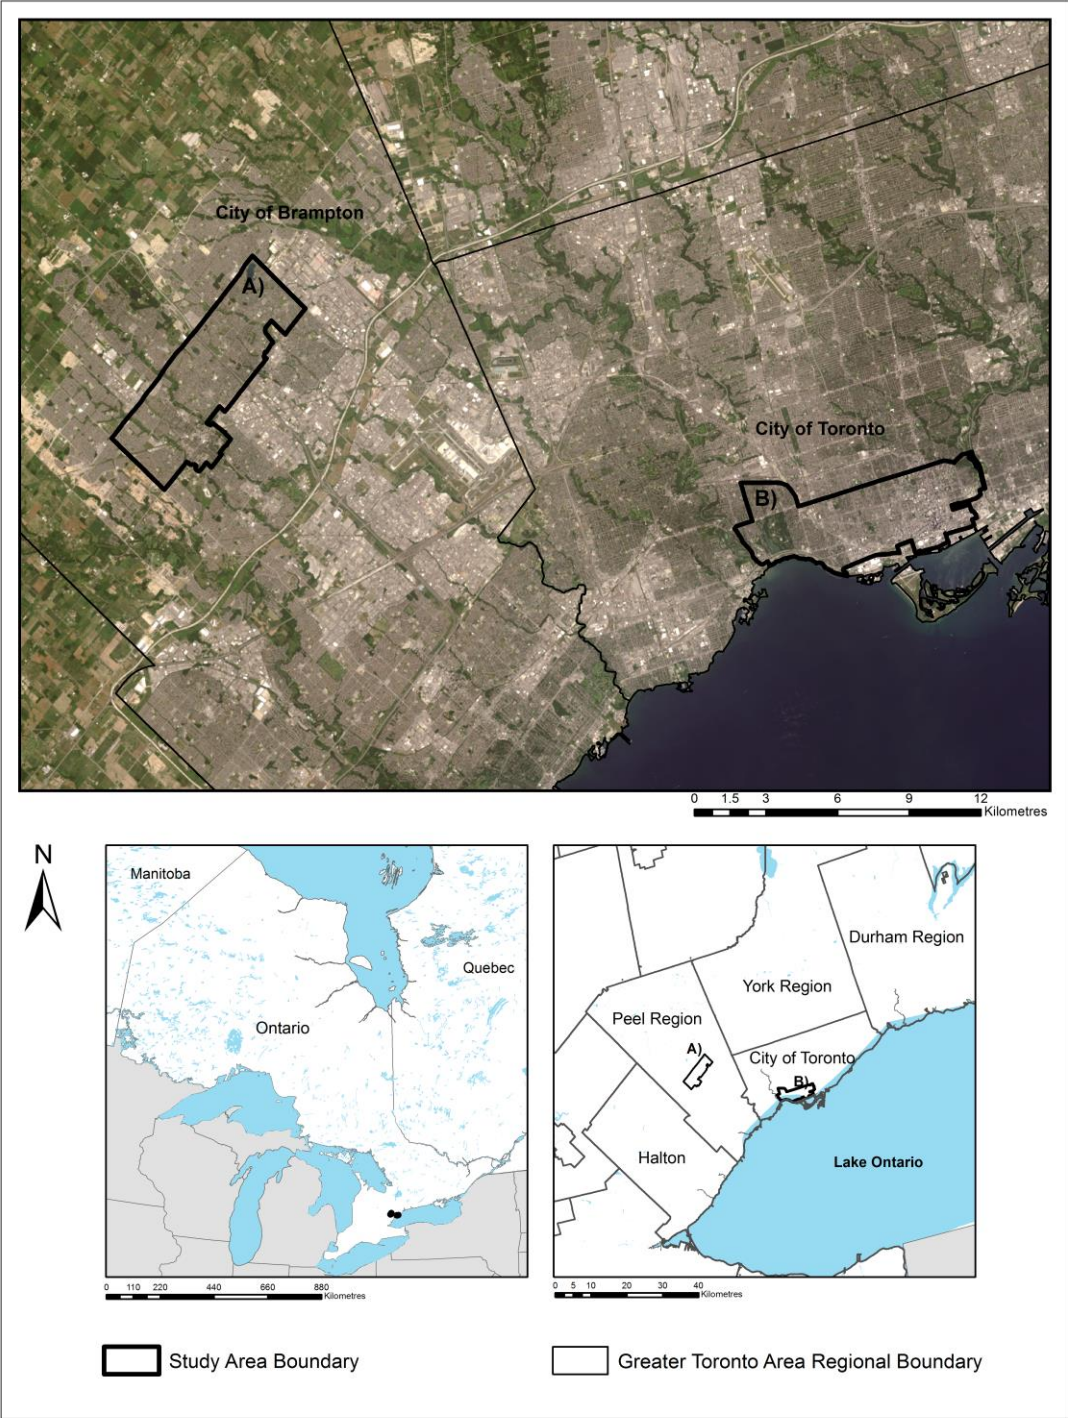 City of Brampton
A)
City of Toronto
B)
0 1.5 3 6 9 12
Kilometres
N
Manitoba
Quebec
Ontario
0 110 220 440 660 880
Kilometres
Durham Region
York Region
Peel Region
A)
City of Toronto
B)
Halton
Lake Ontario
0 5 10 20 30 40
Kilometres
Study Area Boundary
Greater Toronto Area Regional Boundary